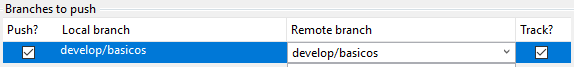 Branches to push
Push? Local branch Remote branch Track?
develop/basicos develop/basicos